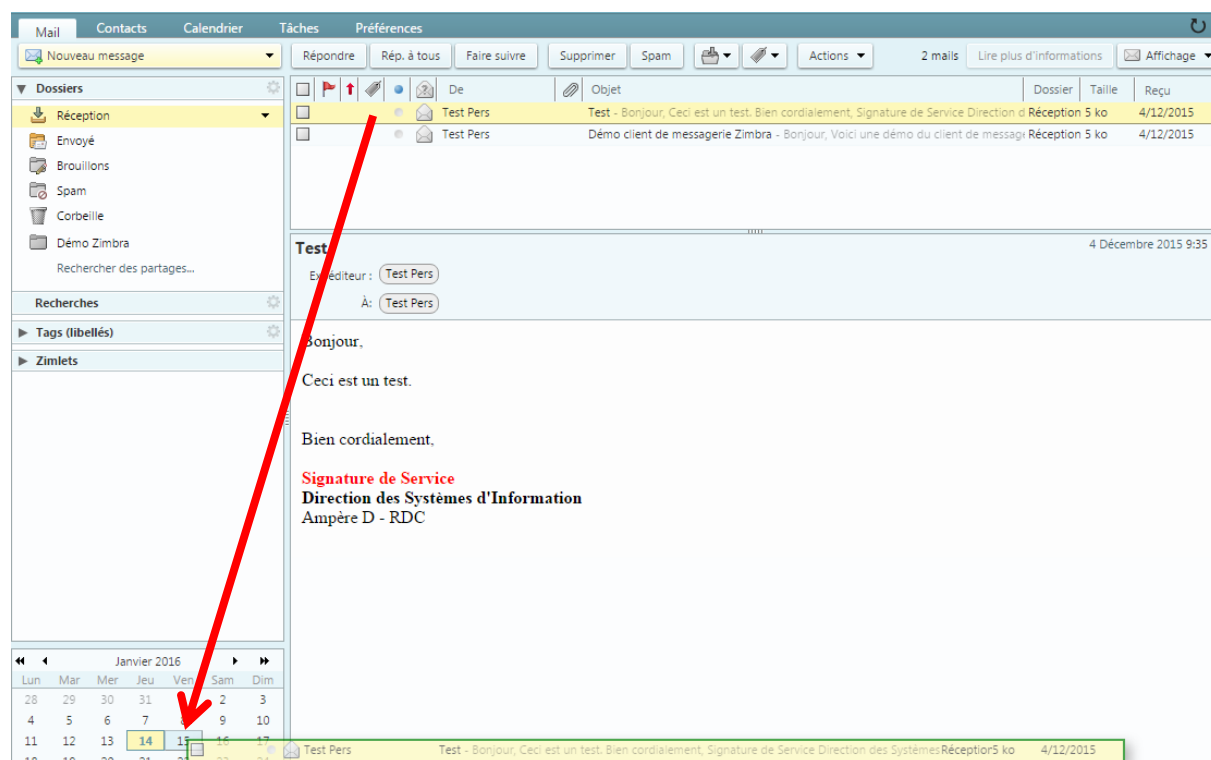 Mail Contacts Calendrier Tâches Préférences
Nouveau message Répondre Rép. à tous Faire suivre Supprimer Spam Actions 2 mails Lire plus d'informations Affichage
Dossiers
Réception
Envoyé
Brouillons
Spam
Corbeille
Démo Zimbra
Rechercher des partages...
Recherches
Tags (libellés)
Zimlets
De Objet Dossier Taille Reçu
Test Pers Test - Bonjour, Ceci est un test. Bien cordialement, Signature de Service Direction d Réception 5 ko 4/12/2015
Test Pers Démo client de messagerie Zimbra - Bonjour, Voici une démo du client de message Réception 5 ko 4/12/2015
Test 4 Décembre 2015 9:35
Expéditeur : Test Pers
À: Test Pers
Bonjour,
Ceci est un test.
Bien cordialement,
Signature de Service
Direction des Systèmes d'Information
Ampère D - RDC
Janvier 2016
Lun Mar Mer Jeu Ven Sam Dim
28 29 30 31 2 3
4 5 6 7 8 9 10
11 12 13 14 15 16 17
Test Pers Test - Bonjour, Ceci est un test. Bien cordialement, Signature de Service Direction des Systèmes Réception 5 ko 4/12/2015